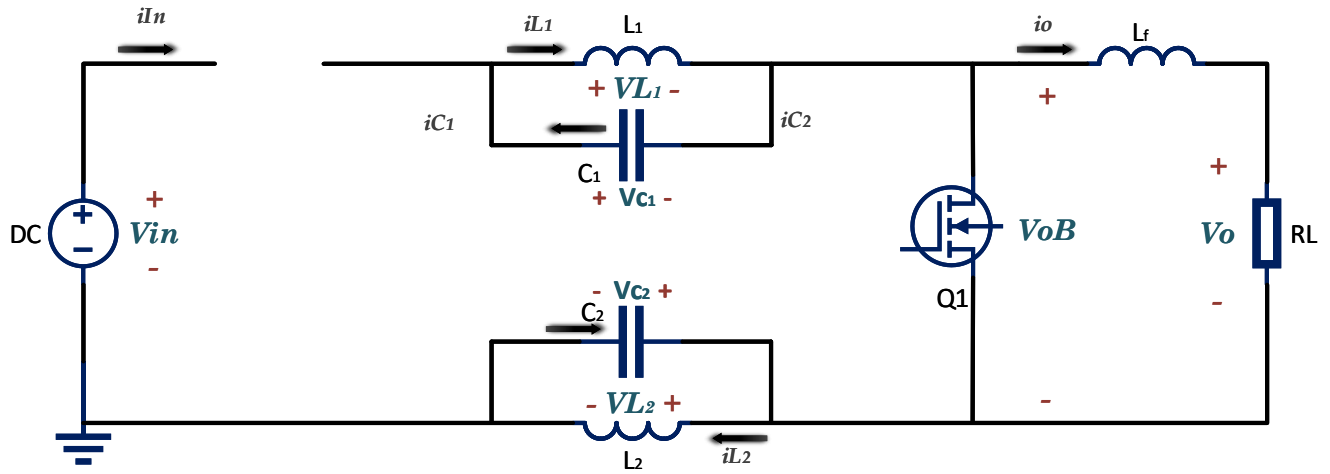 iIn
iL1
L1
io
Lf
+ VL1 -
+
iC1
iC2
C1
+ Vc1 -
+
+
DC
+
-
Vin
-
VoB
Vo
RL
- Vc2 +
C2
Q1
-
- VL2 +
-
L2
iL2